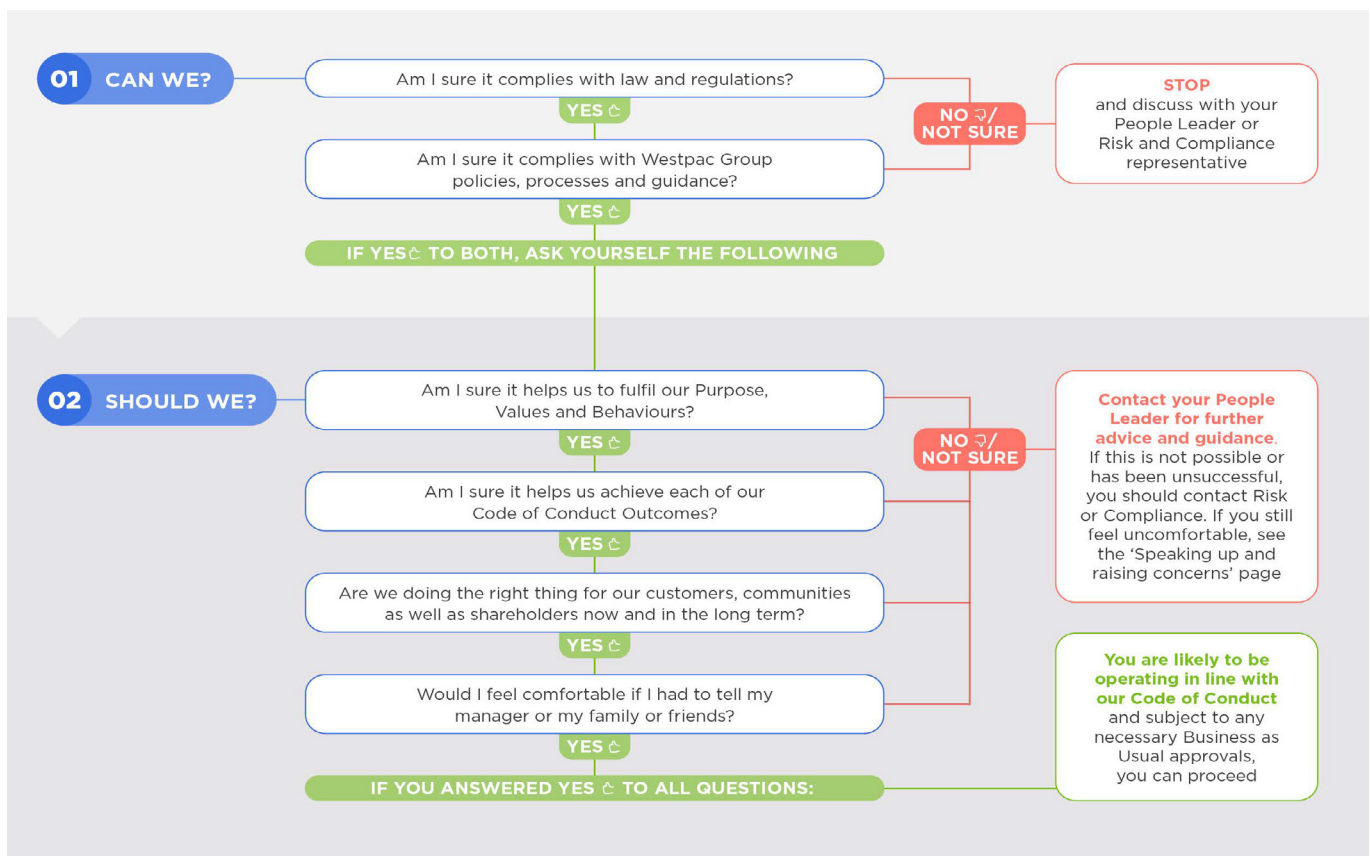 01 CAN WE?
Am I sure it complies with law and regulations?
YES
Am I sure it complies with Westpac Group
policies, processes and guidance?
YES
IF YES TO BOTH, ASK YOURSELF THE FOLLOWING
NO /
NOT SURE
STOP
and discuss with your
People Leader or
Risk and Compliance
representative
02 SHOULD WE?
Am I sure it helps us to fulfil our Purpose,
Values and Behaviours?
YES
Am I sure it helps us achieve each of our
Code of Conduct Outcomes?
YES
Are we doing the right thing for our customers, communities
as well as shareholders now and in the long term?
YES
Would I feel comfortable if I had to tell my
manager or my family or friends?
YES
IF YOU ANSWERED YES TO ALL QUESTIONS:
NO /
NOT SURE
Contact your People
Leader for further
advice and guidance.
If this is not possible or
has been unsuccessful,
you should contact Risk
or Compliance. If you still
feel uncomfortable, see
the ‘Speaking up and
raising concerns’ page
You are likely to be
operating in line with
our Code of Conduct
and subject to any
necessary Business as
Usual approvals,
you can proceed